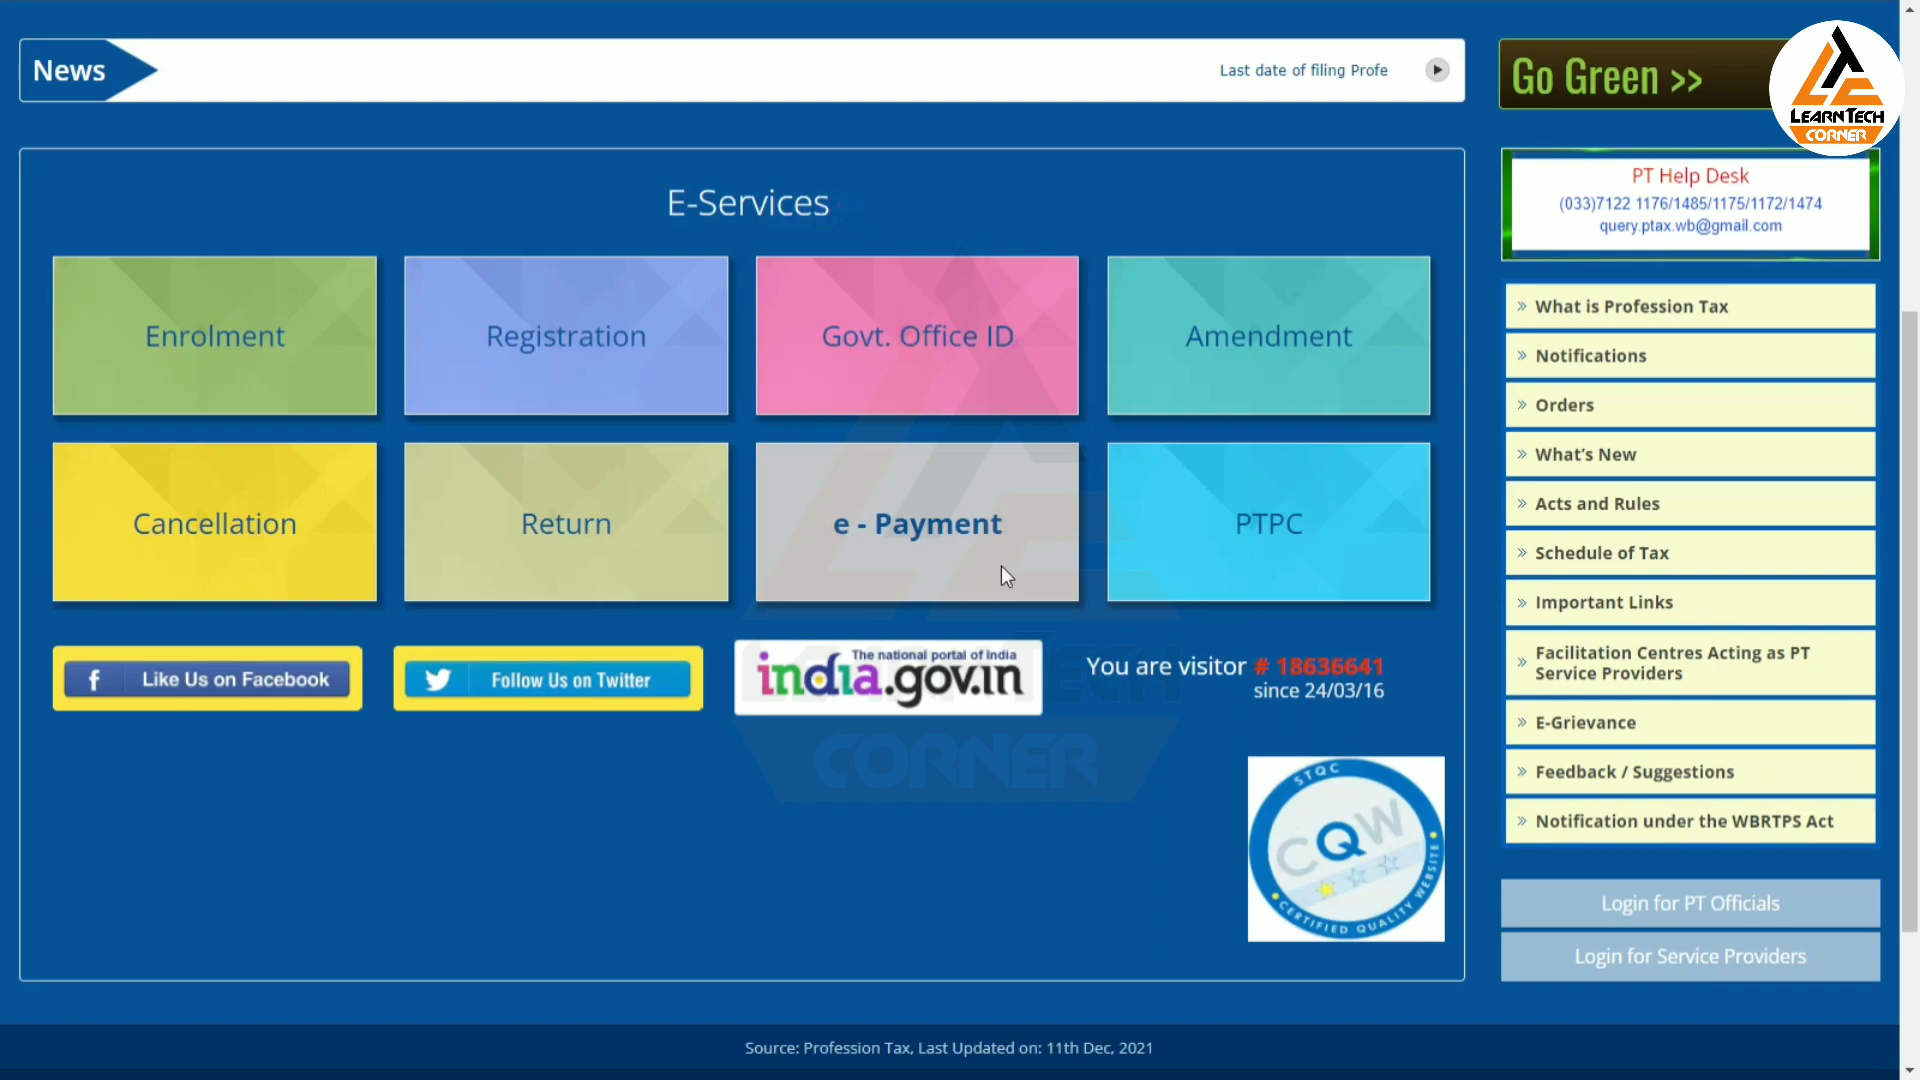 News
Last date of filing Profe
Go Green >>
LEARNTECH
CORNER
PT Help Desk
(033)7122 1176/1485/1175/1172/1474
query.ptax.wb@gmail.com
E-Services
Enrolment
Registration
Govt. Office ID
Amendment
Cancellation
Return
e - Payment
PTPC
Like Us on Facebook
Follow Us on Twitter
The national portal of India
india.gov.in
You are visitor # 18636641
since 24/03/16
CORNER
STQC
CQW
CERTIFIED QUALITY WEBSITE
» What is Profession Tax
» Notifications
» Orders
» What's New
» Acts and Rules
» Schedule of Tax
» Important Links
» Facilitation Centres Acting as PT
Service Providers
» E-Grievance
» Feedback / Suggestions
» Notification under the WBRTPS Act
Login for PT Officials
Login for Service Providers
Source: Profession Tax, Last Updated on: 11th Dec, 2021